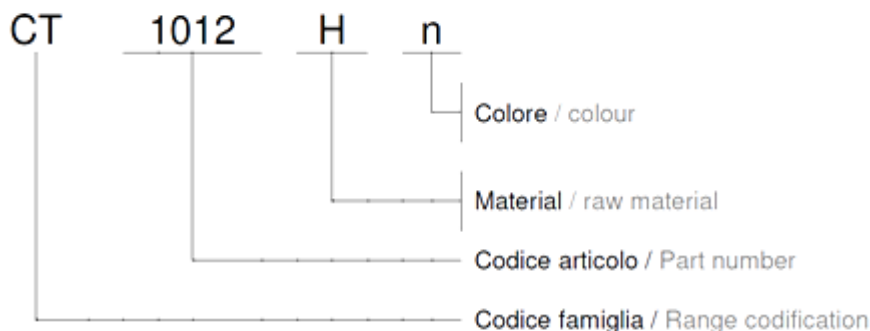 CT 1012 H n
Colore / colour
Material / raw material
Codice articolo / Part number
Codice famiglia / Range codification